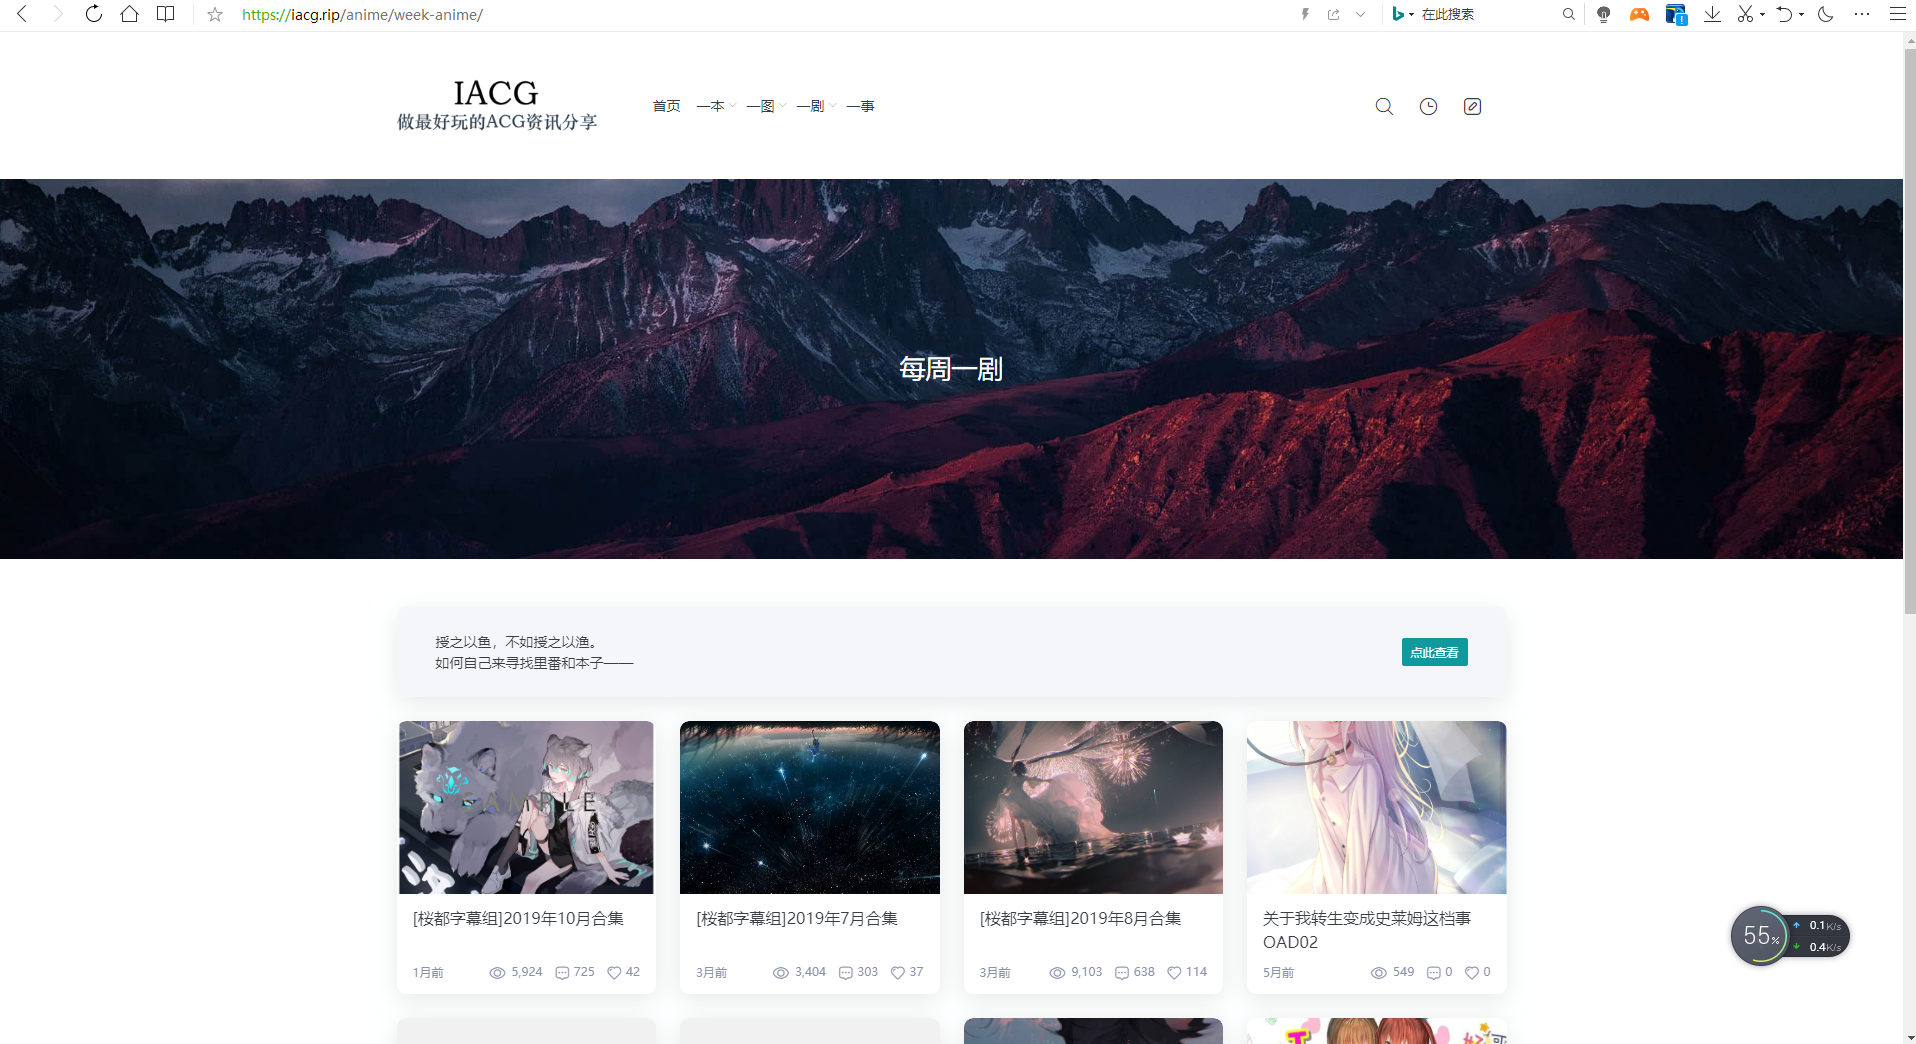 https://iacg.rip/anime/week-anime/
在此搜索
IACG
做最好玩的ACG资讯分享
首页 一本 一图 一剧 一事
每周一剧
授之以鱼，不如授之以渔。
如何自己来寻找里番和本子——
点此查看
SAMPLE
[桜都字幕组]2019年10月合集
1月前 5,924 725 42
[桜都字幕组]2019年7月合集
3月前 3,404 303 37
[桜都字幕组]2019年8月合集
3月前 9,103 638 114
关于我转生变成史莱姆这档事
OAD02
5月前 549 0 0
55%
0.1K/s
0.4K/s